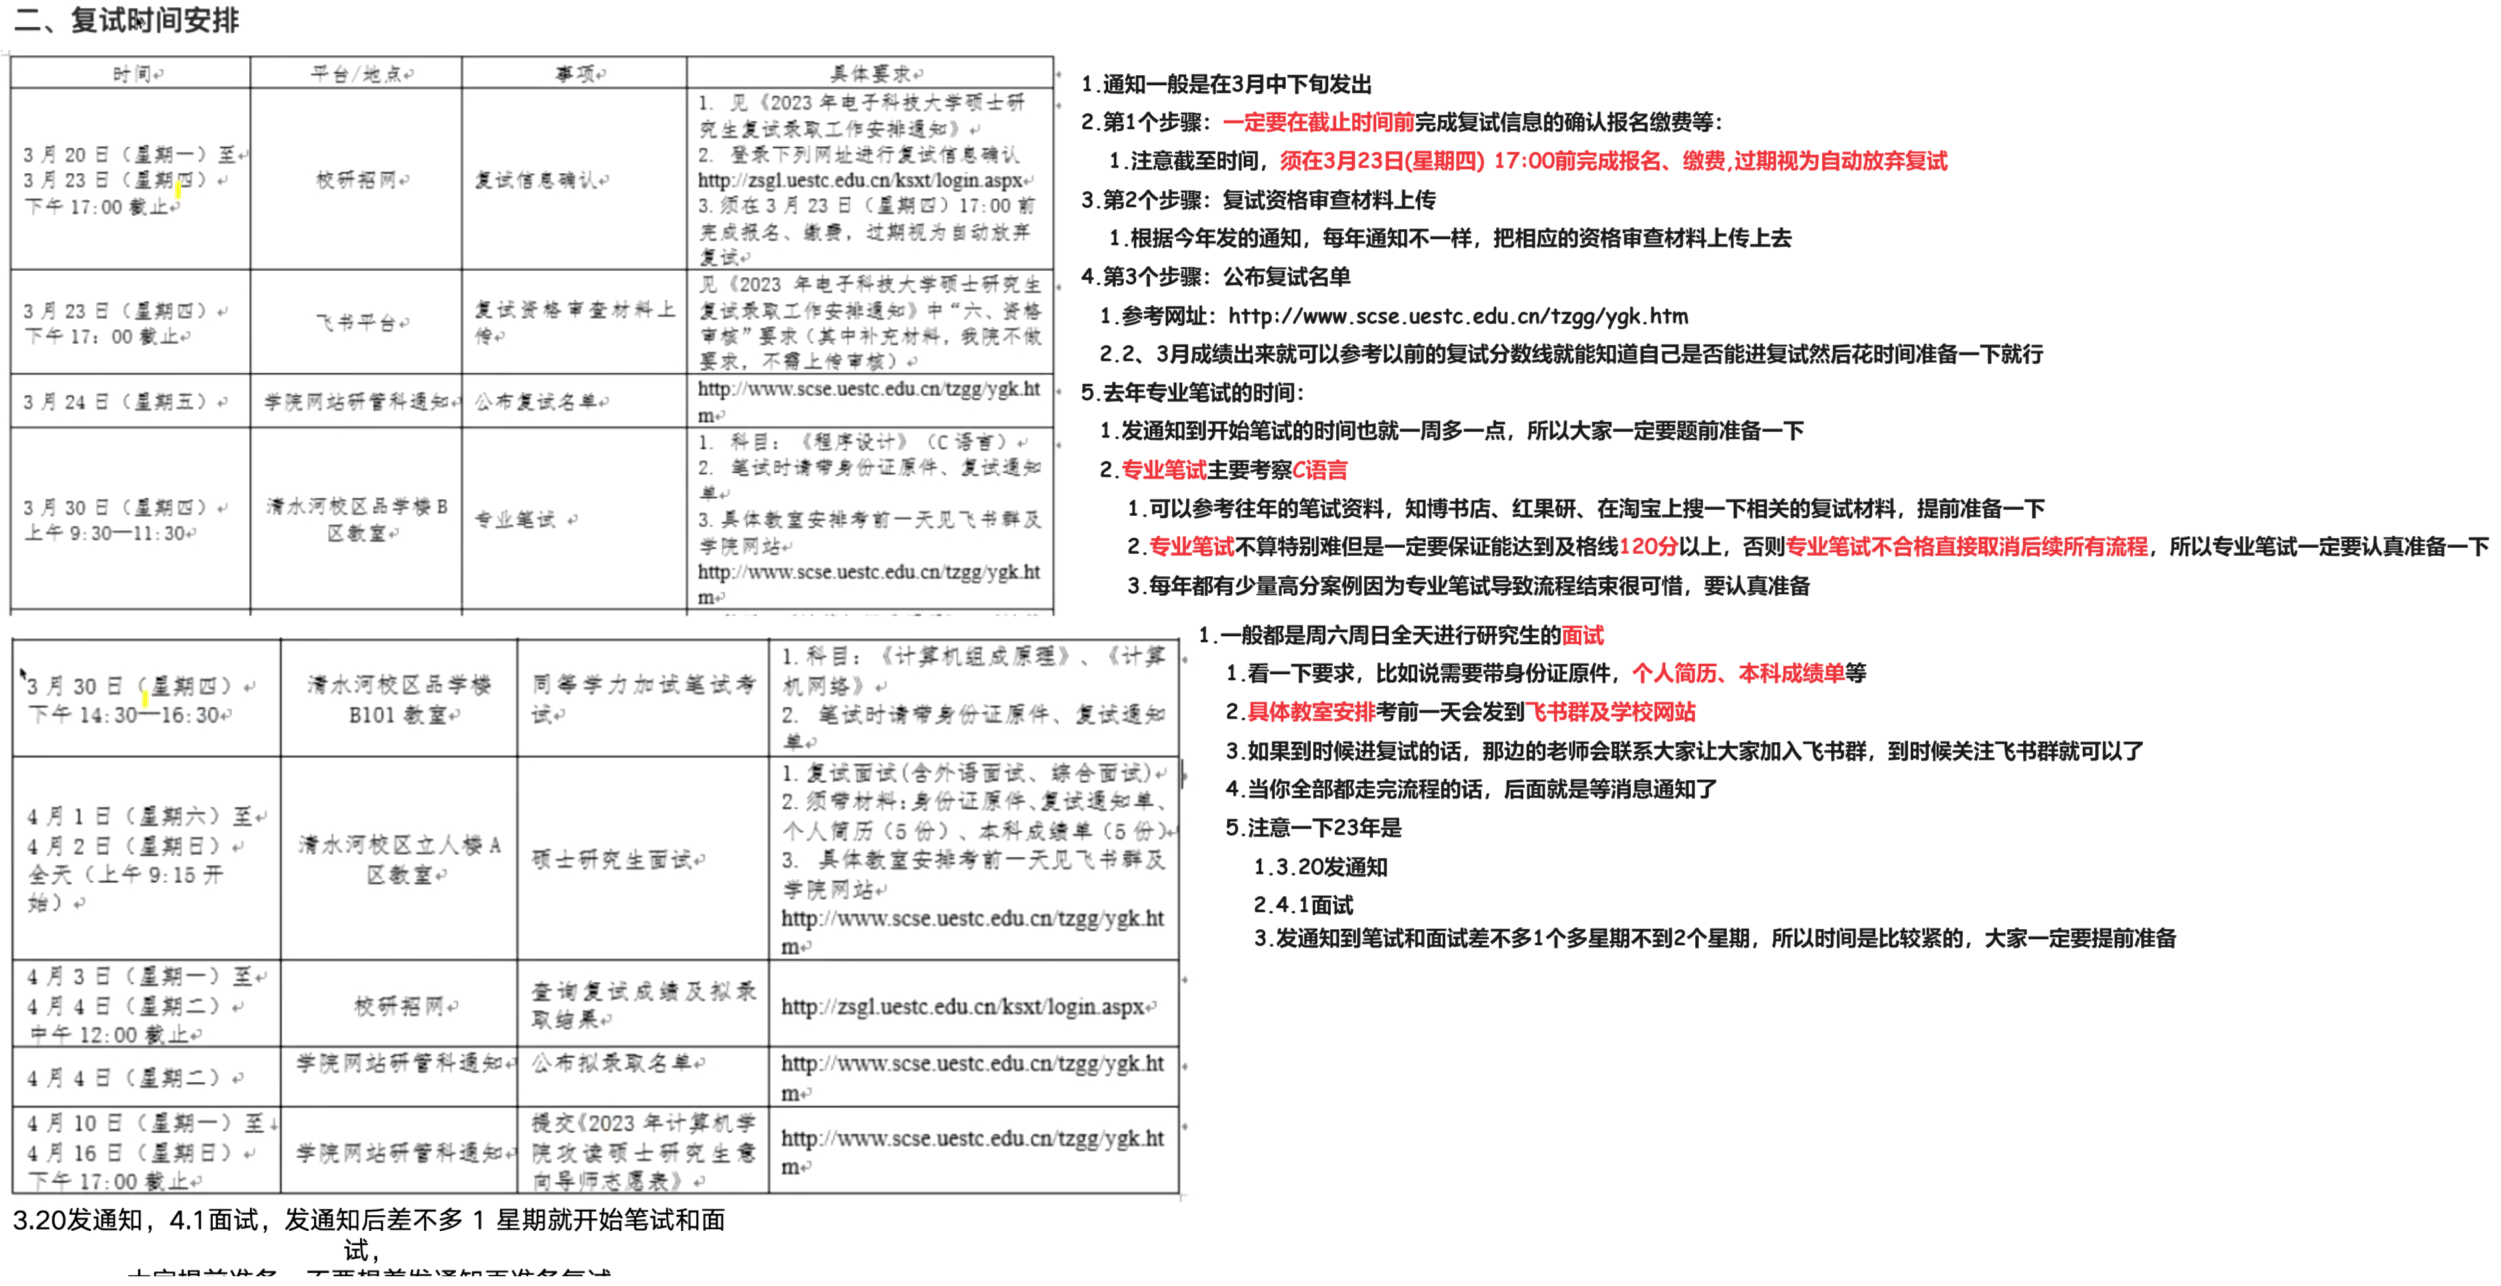 二、复试时间安排
时间 平台/地点 事项 具体要求
3 月 20 日（星期一）至
3 月 23 日（星期四）
下午 17:00 截止
校研招网
复试信息确认
1. 见《2023 年电子科技大学硕士研
究生复试录取工作安排通知》
2. 登录下列网址进行复试信息确认
http://zsgl.uestc.edu.cn/ksxt/login.aspx
3.须在 3 月 23 日（星期四）17:00 前
完成报名、缴费，过期视为自动放弃
复试
3 月 23 日（星期四）
下午 17：00 截止
飞书平台
复试资格审查材料上
传
见《2023 年电子科技大学硕士研究生
复试录取工作安排通知》中“六、资格
审核”要求（其中补充材料，我院不做
要求，不需上传审核）
3 月 24 日（星期五）
学院网站研管科通知
公布复试名单
http://www.scse.uestc.edu.cn/tzgg/ygk.ht
m
3 月 30 日（星期四）
上午 9:30—11:30
清水河校区品学楼 B
区教室
专业笔试
1. 科目：《程序设计》（C 语言）
2. 笔试时请带身份证原件、复试通知
单
3.具体教室安排考前一天见飞书群及
学院网站
http://www.scse.uestc.edu.cn/tzgg/ygk.ht
m
1.通知一般是在3月中下旬发出
2.第1个步骤：一定要在截止时间前完成复试信息的确认报名缴费等：
1.注意截至时间，须在3月23日(星期四) 17:00前完成报名、缴费,过期视为自动放弃复试
3.第2个步骤：复试资格审查材料上传
1.根据今年发的通知，每年通知不一样，把相应的资格审查材料上传上去
4.第3个步骤：公布复试名单
1.参考网址：http://www.scse.uestc.edu.cn/tzgg/ygk.htm
2.2、3月成绩出来就可以参考以前的复试分数线就能知道自己是否能进复试然后花时间准备一下就行
5.去年专业笔试的时间：
1.发通知到开始笔试的时间也就一周多一点，所以大家一定要题前准备一下
2.专业笔试主要考察C语言
1.可以参考往年的笔试资料，知博书店、红果研、在淘宝上搜一下相关的复试材料，提前准备一下
2.专业笔试不算特别难但是一定要保证能达到及格线120分以上，否则专业笔试不合格直接取消后续所有流程，所以专业笔试一定要认真准备一下
3.每年都有少量高分案例因为专业笔试导致流程结束很可惜，要认真准备
3 月 30 日（星期四）
下午 14:30—16:30
清水河校区品学楼
B101 教室
同等学力加试笔试考
试
1.科目：《计算机组成原理》、《计算
机网络》
2. 笔试时请带身份证原件、复试通知
单
4 月 1 日（星期六）至
4 月 2 日（星期日）
全天（上午 9:15 开
始）
清水河校区立人楼 A
区教室
硕士研究生面试
1.复试面试(含外语面试、综合面试)
2.须带材料:身份证原件、复试通知单、
个人简历（5 份）、本科成绩单（5 份）
3. 具体教室安排考前一天见飞书群及
学院网站
http://www.scse.uestc.edu.cn/tzgg/ygk.ht
m
4 月 3 日（星期一）至
4 月 4 日（星期二）
中午 12:00 截止
校研招网
查询复试成绩及拟录
取结果
http://zsgl.uestc.edu.cn/ksxt/login.aspx
4 月 4 日（星期二）
学院网站研管科通知
公布拟录取名单
http://www.scse.uestc.edu.cn/tzgg/ygk.ht
m
4 月 10 日（星期一）至
4 月 16 日（星期日）
下午 17:00 截止
学院网站研管科通知
提交《2023 年计算机学
院攻读硕士研究生意
向导师志愿表》
http://www.scse.uestc.edu.cn/tzgg/ygk.ht
m
1.一般都是周六周日全天进行研究生的面试
1.看一下要求，比如说需要带身份证原件，个人简历、本科成绩单等
2.具体教室安排考前一天会发到飞书群及学校网站
3.如果到时候进复试的话，那边的老师会联系大家让大家加入飞书群，到时候关注飞书群就可以了
4.当你全部都走完流程的话，后面就是等消息通知了
5.注意一下23年是
1.3.20发通知
2.4.1面试
3.发通知到笔试和面试差不多1个多星期不到2个星期，所以时间是比较紧的，大家一定要提前准备
3.20发通知，4.1面试，发通知后差不多 1 星期就开始笔试和面
试，